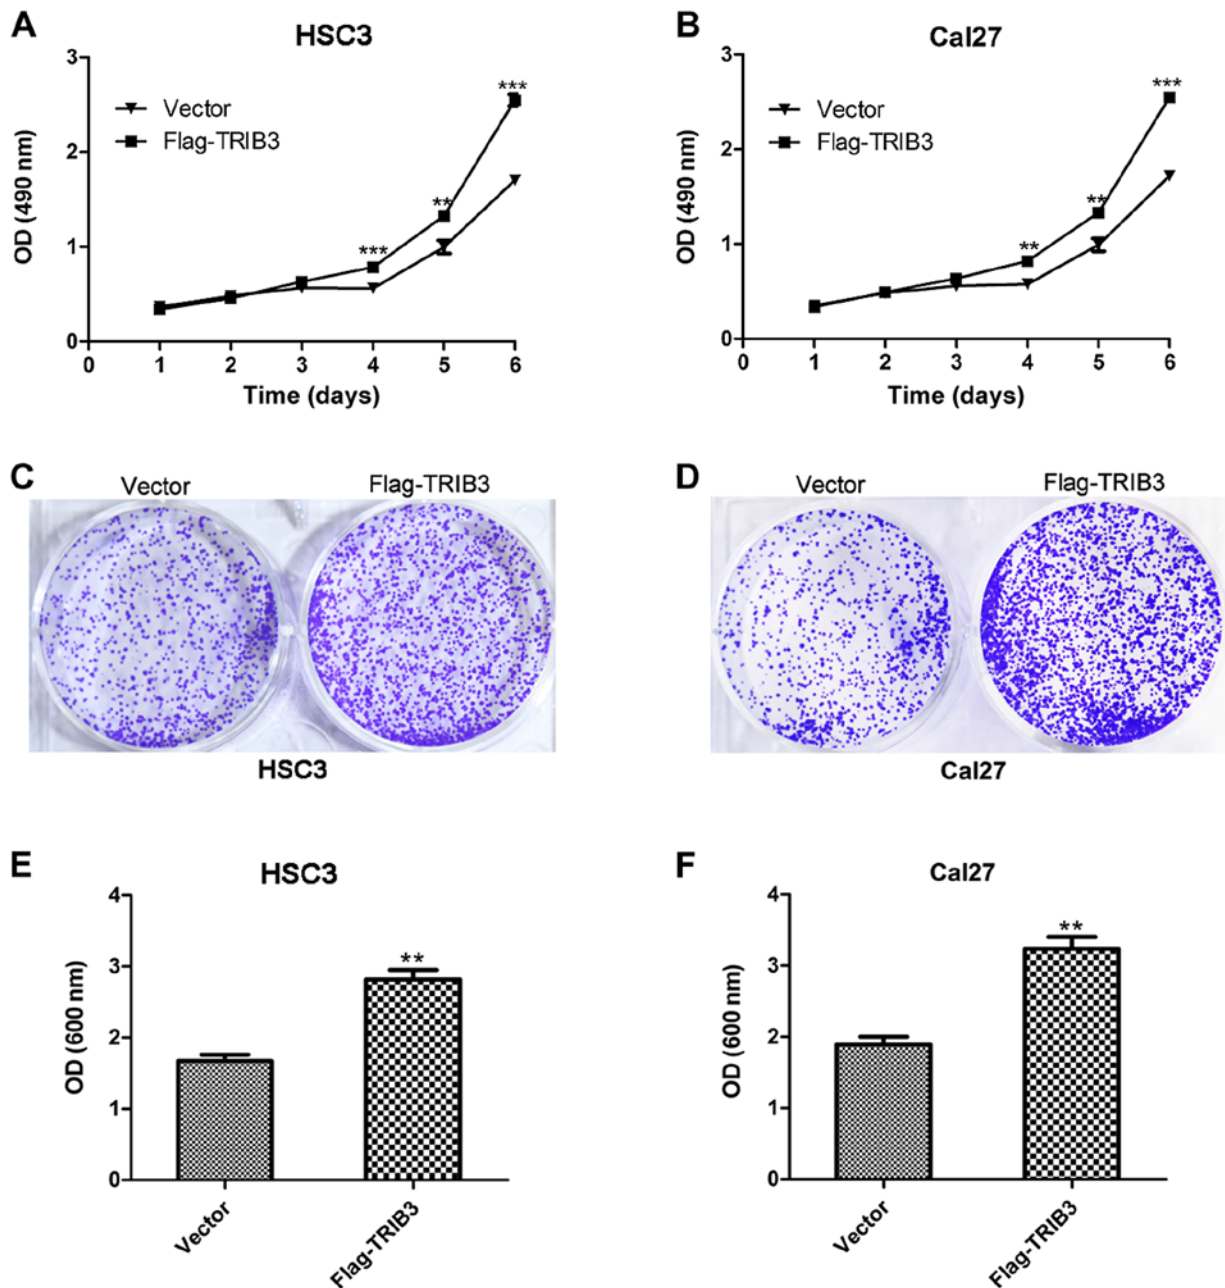 A
HSC3
3
2
1
0
OD (490 nm)
Vector
Flag-TRIB3
***
**
***
0 1 2 3 4 5 6
Time (days)
B
Cal27
3
2
1
0
OD (490 nm)
Vector
Flag-TRIB3
**
**
***
0 1 2 3 4 5 6
Time (days)
C
Vector Flag-TRIB3
HSC3
D
Vector Flag-TRIB3
Cal27
E
HSC3
4
3
2
1
0
OD (600 nm)
**
Vector
Flag-TRIB3
F
Cal27
4
3
2
1
0
OD (600 nm)
**
Vector
Flag-TRIB3